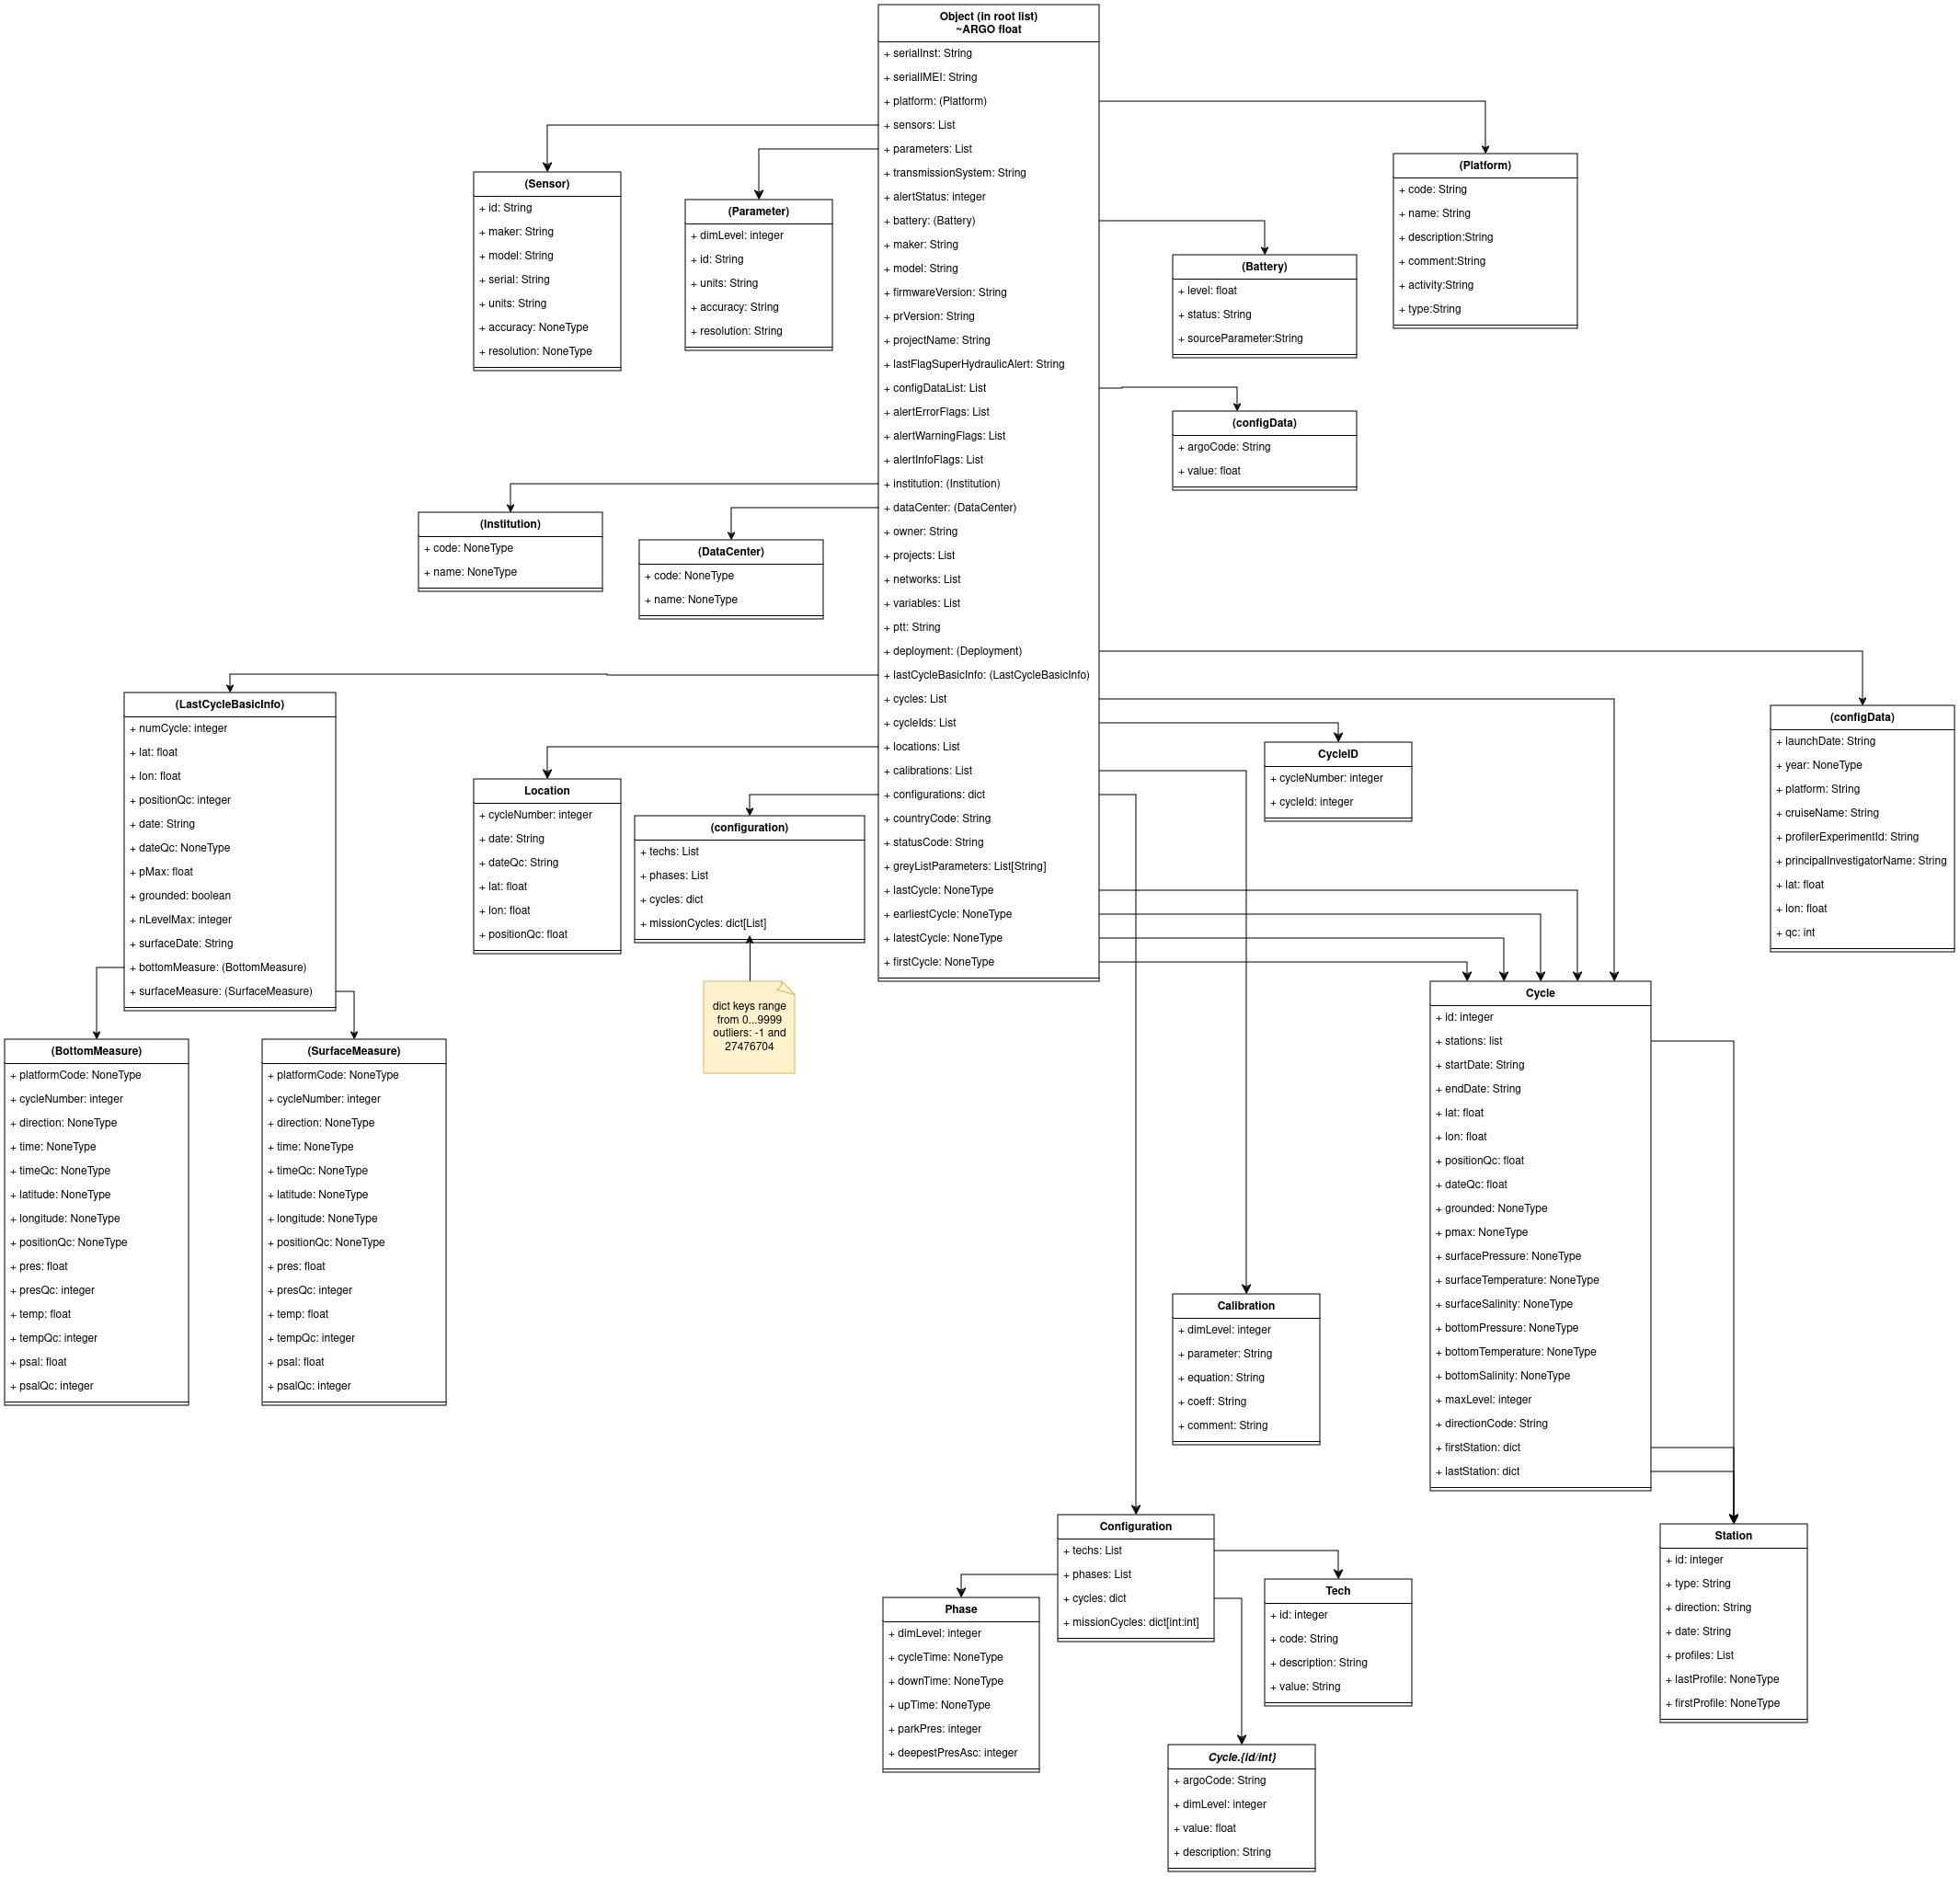 Object (in root list)
~ARGO float
+ serialInst: String
+ serialIMEI: String
+ platform: (Platform)
+ sensors: List
+ parameters: List
+ transmissionSystem: String
+ alertStatus: integer
+ battery: (Battery)
+ maker: String
+ model: String
+ firmwareVersion: String
+ prVersion: String
+ projectName: String
+ lastFlagSuperHydraulicAlert: String
+ configDataList: List
+ alertErrorFlags: List
+ alertWarningFlags: List
+ alertInfoFlags: List
+ institution: (Institution)
+ dataCenter: (DataCenter)
+ owner: String
+ projects: List
+ networks: List
+ variables: List
+ ptt: String
+ deployment: (Deployment)
+ lastCycleBasicInfo: (LastCycleBasicInfo)
+ cycles: List
+ cycleIds: List
+ locations: List
+ calibrations: List
+ configurations: dict
+ countryCode: String
+ statusCode: String
+ greyListParameters: List[String]
+ lastCycle: NoneType
+ earliestCycle: NoneType
+ latestCycle: NoneType
+ firstCycle: NoneType
(Sensor)
+ id: String
+ maker: String
+ model: String
+ serial: String
+ units: String
+ accuracy: NoneType
+ resolution: NoneType
(Parameter)
+ dimLevel: integer
+ id: String
+ units: String
+ accuracy: String
+ resolution: String
(Platform)
+ code: String
+ name: String
+ description:String
+ comment:String
+ activity:String
+ type:String
(Battery)
+ level: float
+ status: String
+ sourceParameter:String
(configData)
+ argoCode: String
+ value: float
(Institution)
+ code: NoneType
+ name: NoneType
(DataCenter)
+ code: NoneType
+ name: NoneType
(LastCycleBasicInfo)
+ numCycle: integer
+ lat: float
+ lon: float
+ positionQc: integer
+ date: String
+ dateQc: NoneType
+ pMax: float
+ grounded: boolean
+ nLevelMax: integer
+ surfaceDate: String
+ bottomMeasure: (BottomMeasure)
+ surfaceMeasure: (SurfaceMeasure)
Location
+ cycleNumber: integer
+ date: String
+ dateQc: String
+ lat: float
+ lon: float
+ positionQc: float
(configuration)
+ techs: List
+ phases: List
+ cycles: dict
+ missionCycles: dict[List]
dict keys range
from 0...9999
outliers: -1 and
27476704
CycleID
+ cycleNumber: integer
+ cycleId: integer
(configData)
+ launchDate: String
+ year: NoneType
+ platform: String
+ cruiseName: String
+ profilerExperimentId: String
+ principalInvestigatorName: String
+ lat: float
+ lon: float
+ qc: int
(BottomMeasure)
+ platformCode: NoneType
+ cycleNumber: integer
+ direction: NoneType
+ time: NoneType
+ timeQc: NoneType
+ latitude: NoneType
+ longitude: NoneType
+ positionQc: NoneType
+ pres: float
+ presQc: integer
+ temp: float
+ tempQc: integer
+ psal: float
+ psalQc: integer
(SurfaceMeasure)
+ platformCode: NoneType
+ cycleNumber: integer
+ direction: NoneType
+ time: NoneType
+ timeQc: NoneType
+ latitude: NoneType
+ longitude: NoneType
+ positionQc: NoneType
+ pres: float
+ presQc: integer
+ temp: float
+ tempQc: integer
+ psal: float
+ psalQc: integer
Cycle
+ id: integer
+ stations: list
+ startDate: String
+ endDate: String
+ lat: float
+ lon: float
+ positionQc: float
+ dateQc: float
+ grounded: NoneType
+ pmax: NoneType
+ surfacePressure: NoneType
+ surfaceTemperature: NoneType
+ surfaceSalinity: NoneType
+ bottomPressure: NoneType
+ bottomTemperature: NoneType
+ bottomSalinity: NoneType
+ maxLevel: integer
+ directionCode: String
+ firstStation: dict
+ lastStation: dict
Calibration
+ dimLevel: integer
+ parameter: String
+ equation: String
+ coeff: String
+ comment: String
Configuration
+ techs: List
+ phases: List
+ cycles: dict
+ missionCycles: dict[int:int]
Phase
+ dimLevel: integer
+ cycleTime: NoneType
+ downTime: NoneType
+ upTime: NoneType
+ parkPres: integer
+ deepestPresAsc: integer
Tech
+ id: integer
+ code: String
+ description: String
+ value: String
Station
+ id: integer
+ type: String
+ direction: String
+ date: String
+ profiles: List
+ lastProfile: NoneType
+ firstProfile: NoneType
Cycle.{id/int}
+ argoCode: String
+ dimLevel: integer
+ value: float
+ description: String